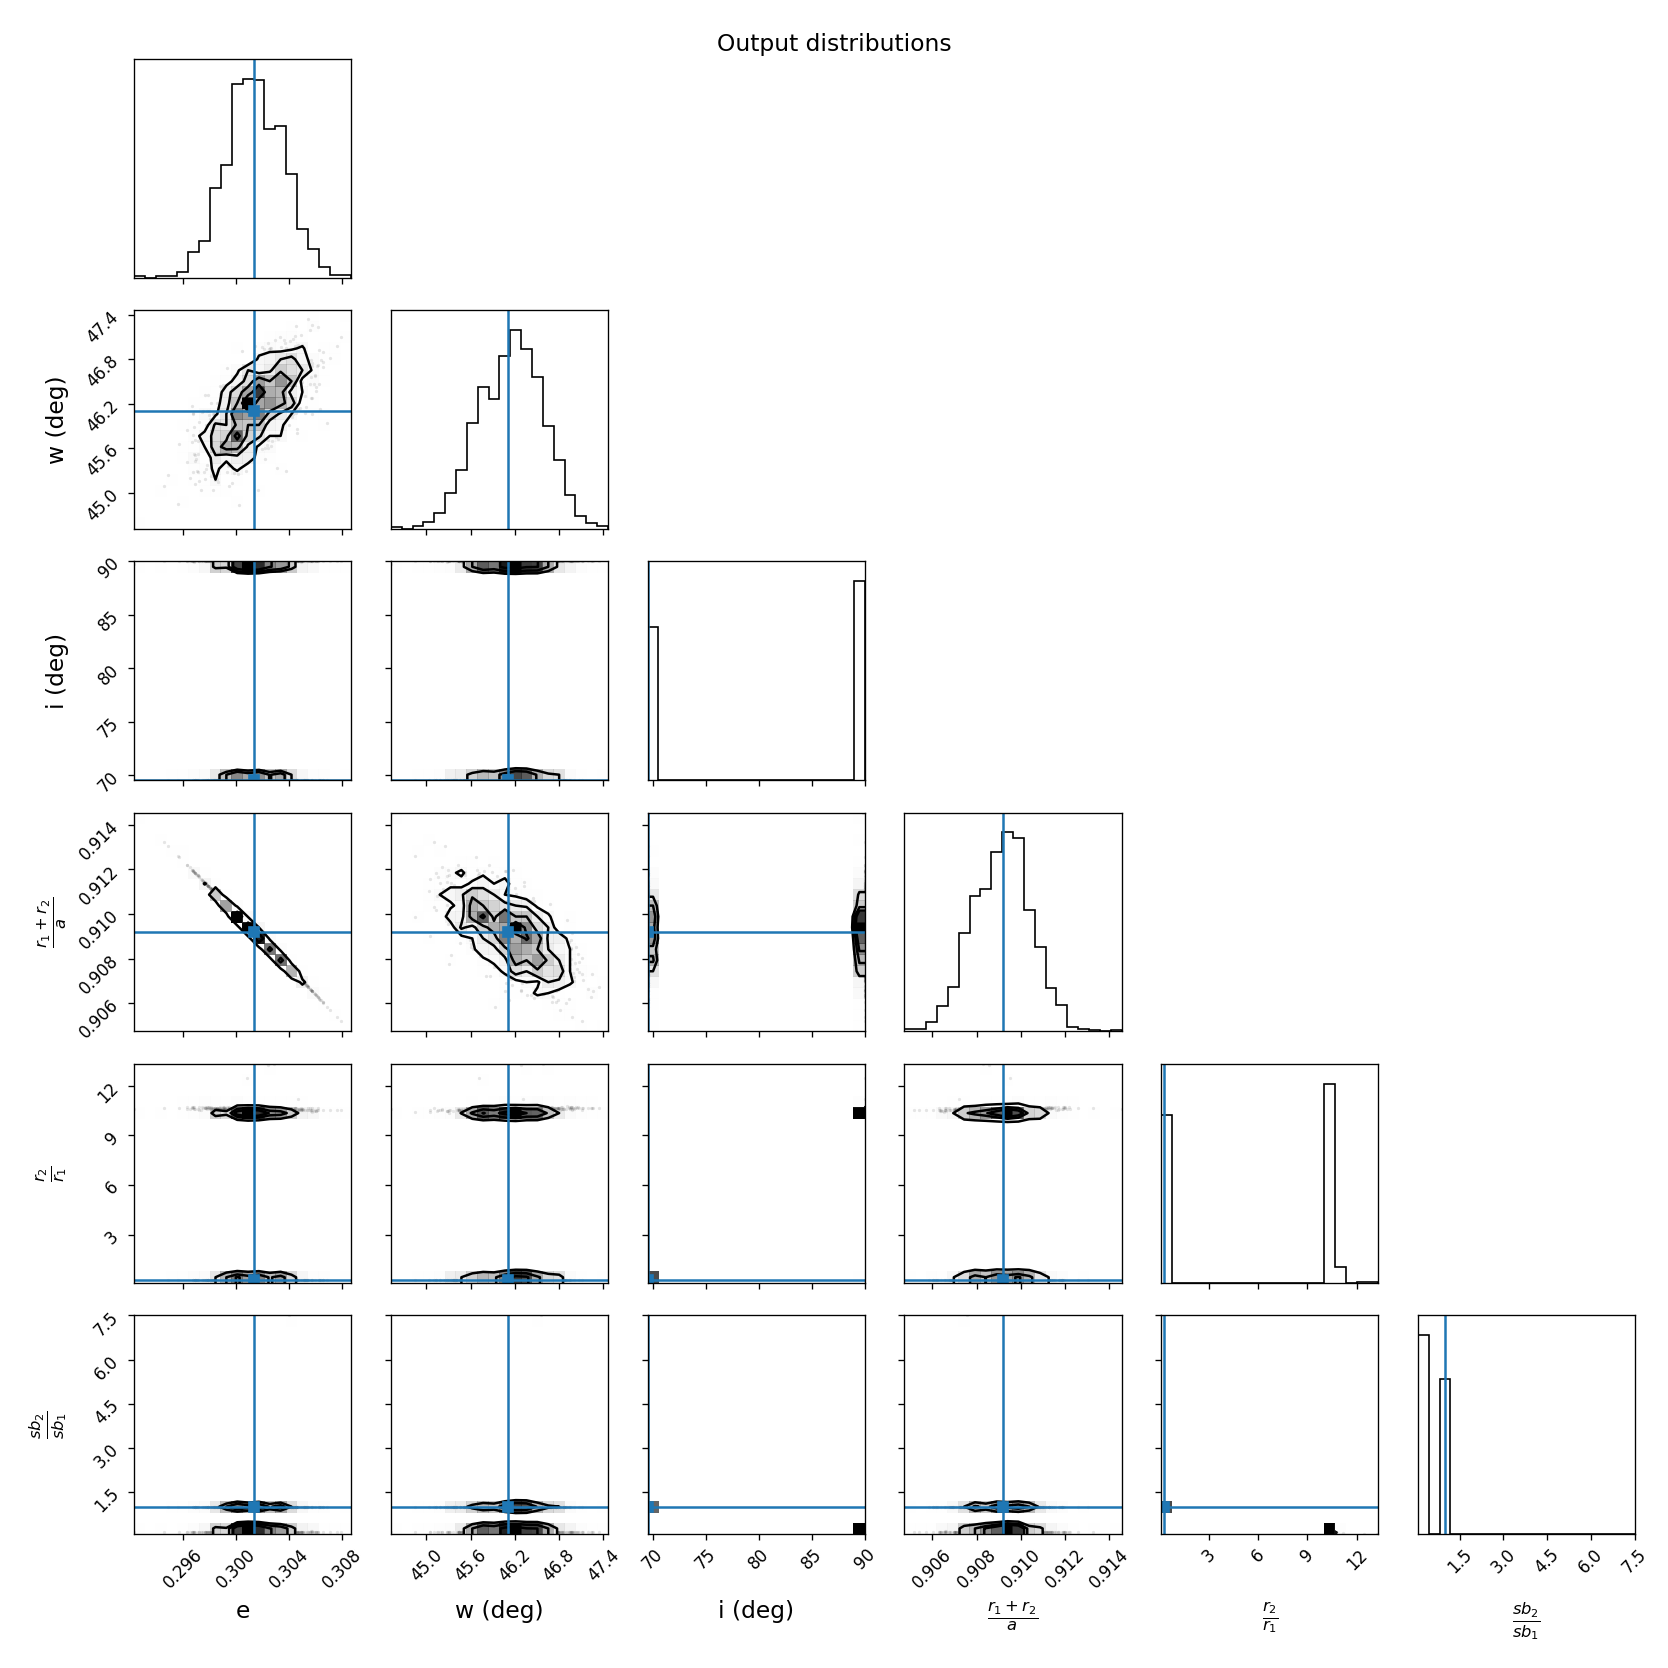 Output distributions
47.4
46.8
46.2
45.6
45.0
w (deg)
90
85
80
75
70
i (deg)
0.914
0.912
0.910
0.908
0.906
r₁ + r₂
a
12
9
6
3
r₂
r₁
7.5
6.0
4.5
3.0
1.5
sb₂
sb₁
0.296 0.300 0.304 0.308 45.0 45.6 46.2 46.8 47.4 70 75 80 85 90 0.906 0.908 0.910 0.912 0.914 3 6 9 12 1.5 3.0 4.5 6.0 7.5
e w (deg) i (deg) r₁ + r₂ r₂ sb₂
a r₁ sb₁